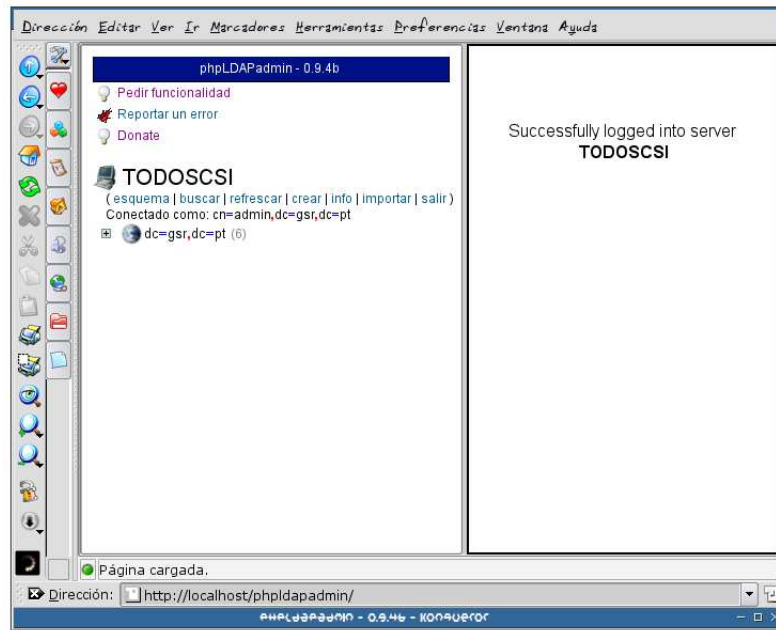 Dirección Editar Ver Ir Marcadores Herramientas Preferencias Ventana Ayuda
phpLDAPadmin - 0.9.4b
Pedir funcionalidad
Reportar un error
Donate
TODOSCSI
( esquema | buscar | refrescar | crear | info | importar | salir )
Conectado como: cn=admin,dc=gsr,dc=pt
dc=gsr,dc=pt (6)
Successfully logged into server
TODOSCSI
Página cargada.
Dirección: http://localhost/phpldapadmin/
phpLDAPadmin - 0.9.4b - Konqueror